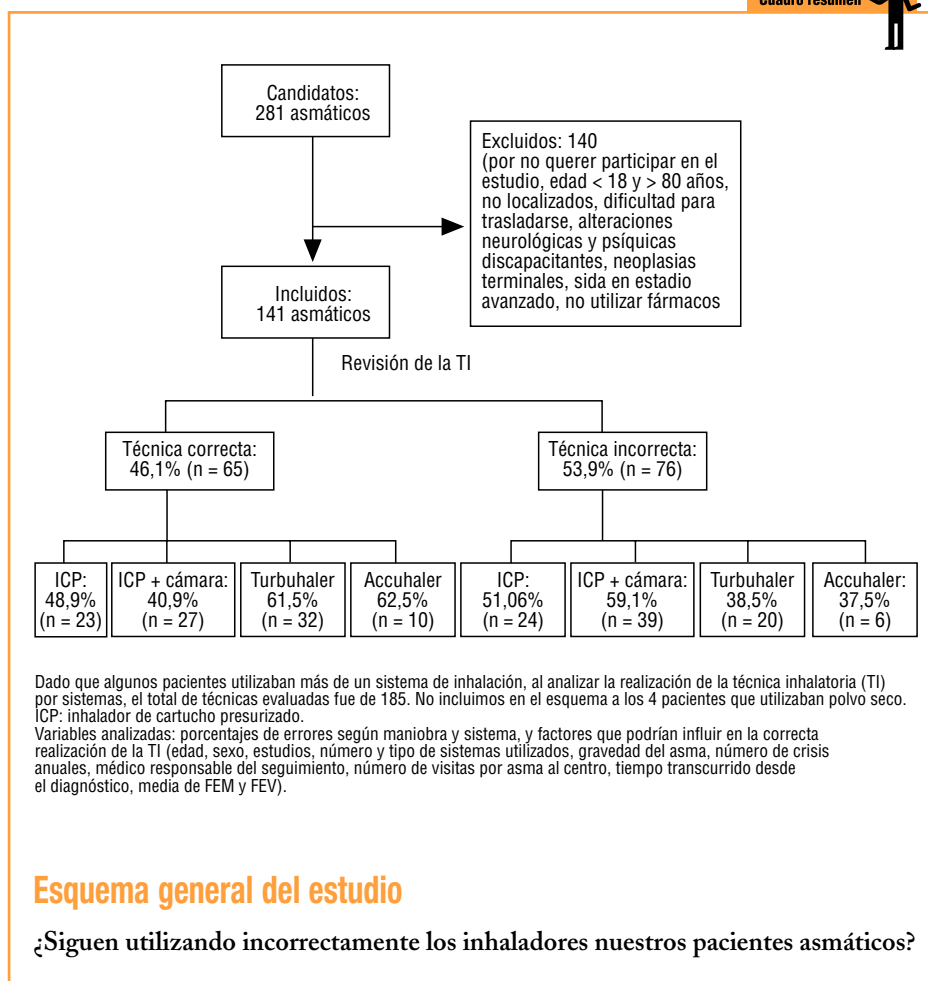 Cuadro resumen
Candidatos:
281 asmáticos
Excluidos: 140
(por no querer participar en el
estudio, edad < 18 y > 80 años,
no localizados, dificultad para
trasladarse, alteraciones
neurológicas y psíquicas
discapacitantes, neoplasias
terminales, sida en estadio
avanzado, no utilizar fármacos
Incluidos:
141 asmáticos
Revisión de la TI
Técnica correcta:
46,1% (n = 65)
Técnica incorrecta:
53,9% (n = 76)
ICP:
48,9%
(n = 23)
ICP + cámara:
40,9%
(n = 27)
Turbuhaler
61,5%
(n = 32)
Accuhaler
62,5%
(n = 10)
ICP:
51,06%
(n = 24)
ICP + cámara:
59,1%
(n = 39)
Turbuhaler
38,5%
(n = 20)
Accuhaler:
37,5%
(n = 6)
Dado que algunos pacientes utilizaban más de un sistema de inhalación, al analizar la realización de la técnica inhalatoria (TI)
por sistemas, el total de técnicas evaluadas fue de 185. No incluimos en el esquema a los 4 pacientes que utilizaban polvo seco.
ICP: inhalador de cartucho presurizado.
Variables analizadas: porcentajes de errores según maniobra y sistema, y factores que podrían influir en la correcta
realización de la TI (edad, sexo, estudios, número y tipo de sistemas utilizados, gravedad del asma, número de crisis
anuales, médico responsable del seguimiento, número de visitas por asma al centro, tiempo transcurrido desde
el diagnóstico, media de FEM y FEV).
Esquema general del estudio
¿Siguen utilizando incorrectamente los inhaladores nuestros pacientes asmáticos?